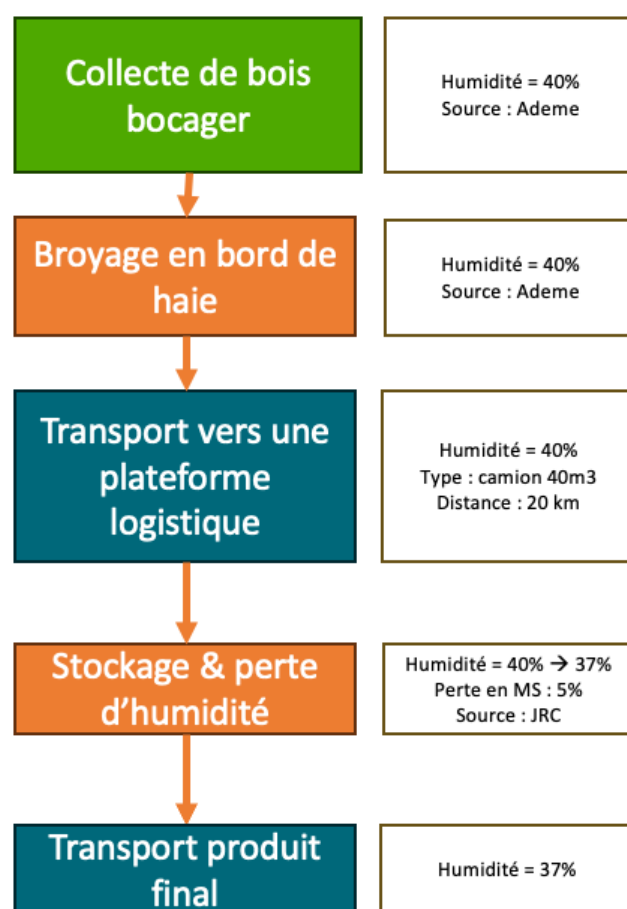 Collecte de bois
bocager
Humidité = 40%
Source : Ademe
Broyage en bord de
haie
Humidité = 40%
Source : Ademe
Transport vers une
plateforme
logistique
Humidité = 40%
Type : camion 40m3
Distance : 20 km
Stockage & perte
d’humidité
Humidité = 40% → 37%
Perte en MS : 5%
Source : JRC
Transport produit
final
Humidité = 37%